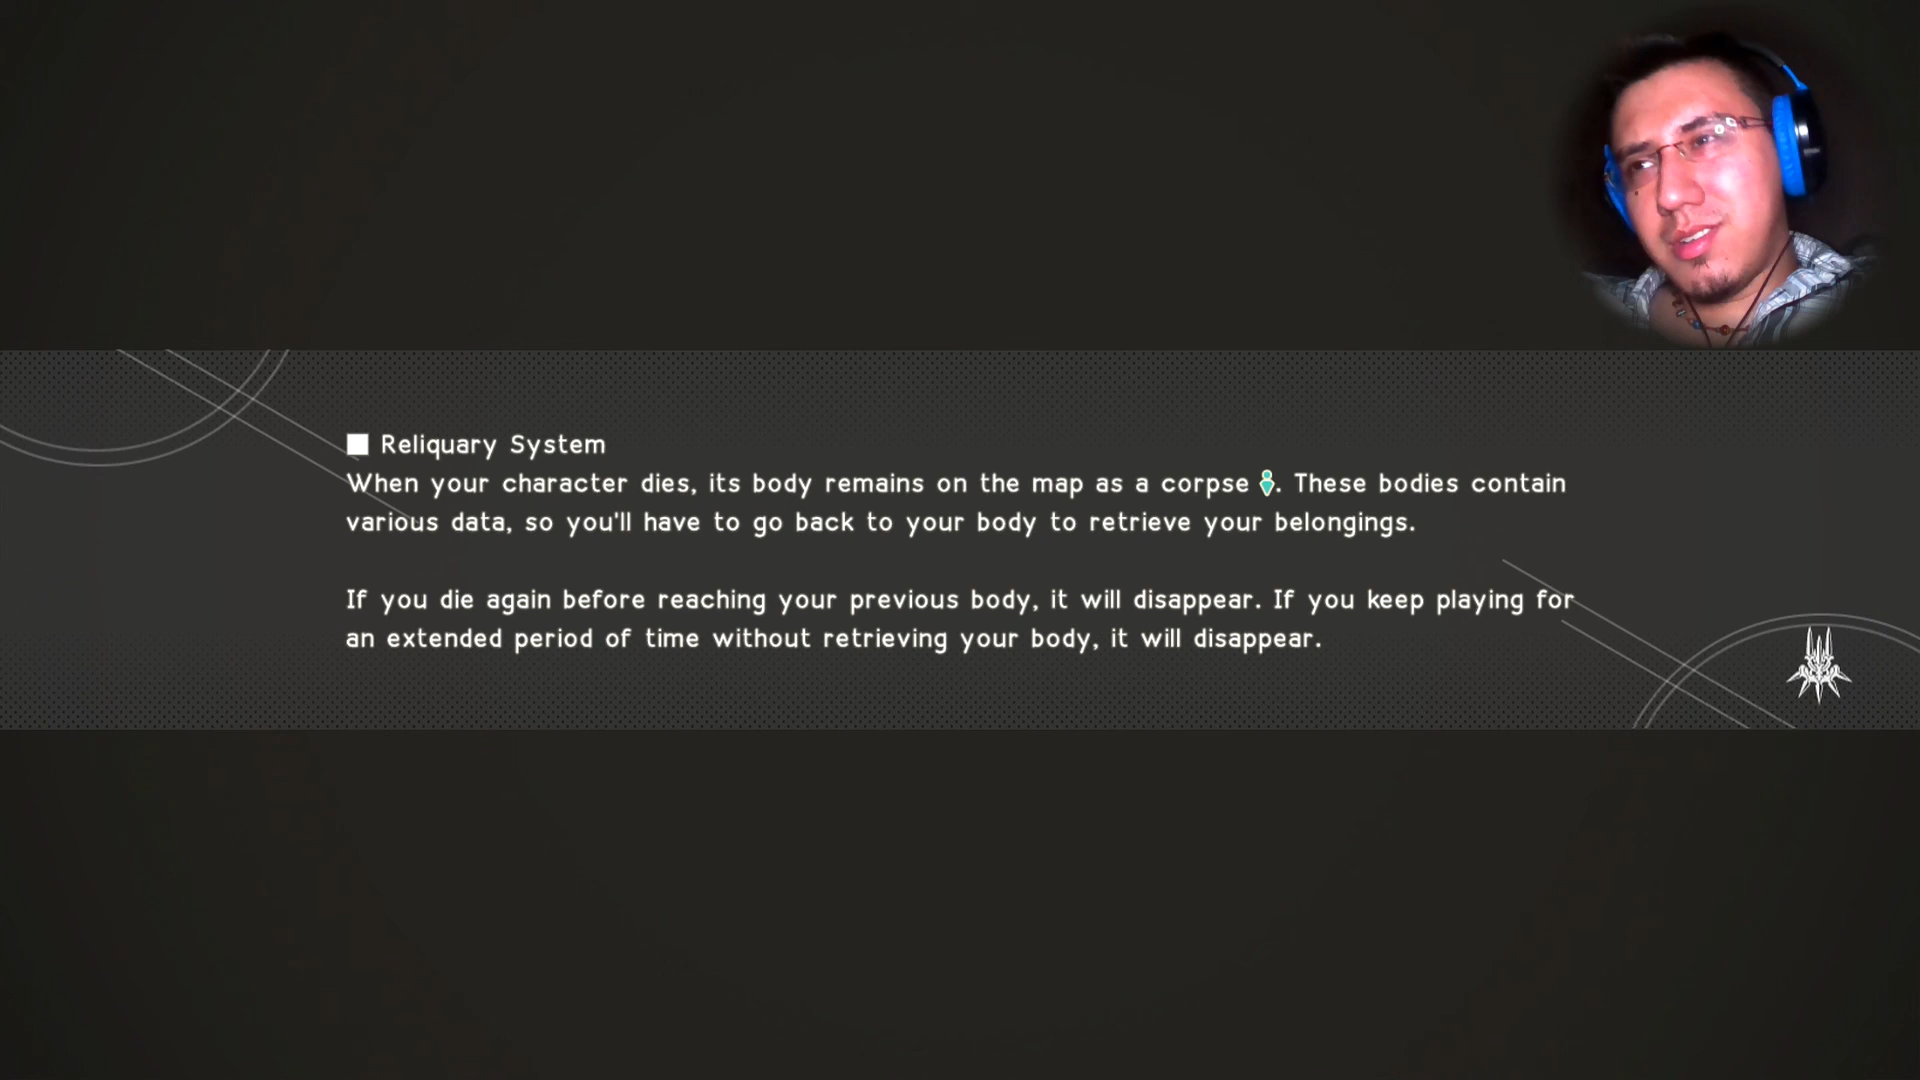 Reliquary System
When your character dies, its body remains on the map as a corpse . These bodies contain
various data, so you'll have to go back to your body to retrieve your belongings.
If you die again before reaching your previous body, it will disappear. If you keep playing for
an extended period of time without retrieving your body, it will disappear.